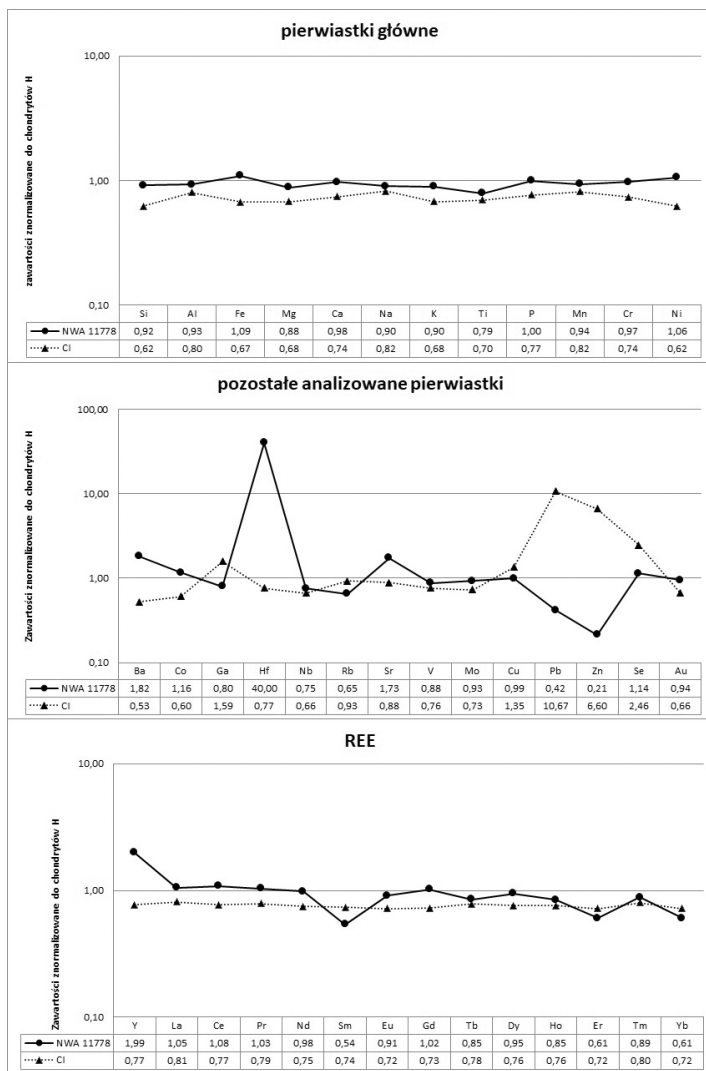 pierwiastki główne
zawartości znormalizowane do chondrytów H
10,00
1,00
0,10
Si Al Fe Mg Ca Na K Ti P Mn Cr Ni
NWA 11778 0,92 0,93 1,09 0,88 0,98 0,90 0,90 0,79 1,00 0,94 0,97 1,06
CI 0,62 0,80 0,67 0,68 0,74 0,82 0,68 0,70 0,77 0,82 0,74 0,62
pozostałe analizowane pierwiastki
Zawartości znormalizowane do chondrytów H
100,00
10,00
1,00
0,10
Ba Co Ga Hf Nb Rb Sr V Mo Cu Pb Zn Se Au
NWA 11778 1,82 1,16 0,80 40,00 0,75 0,65 1,73 0,88 0,93 0,99 0,42 0,21 1,14 0,94
CI 0,53 0,60 1,59 0,77 0,66 0,93 0,88 0,76 0,73 1,35 10,67 6,60 2,46 0,66
REE
Zawartości znormalizowane do chondrytów H
10,00
1,00
0,10
Y La Ce Pr Nd Sm Eu Gd Tb Dy Ho Er Tm Yb
NWA 11778 1,99 1,05 1,08 1,03 0,98 0,54 0,91 1,02 0,85 0,95 0,85 0,61 0,89 0,61
CI 0,77 0,81 0,77 0,79 0,75 0,74 0,72 0,73 0,78 0,76 0,76 0,72 0,80 0,72